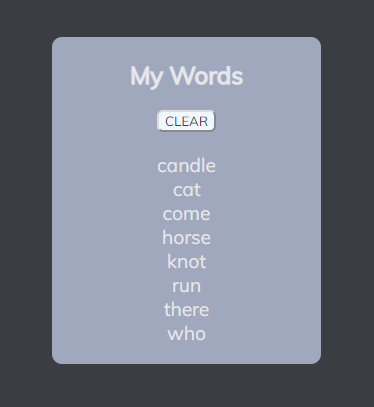 My Words
CLEAR
candle
cat
come
horse
knot
run
there
who